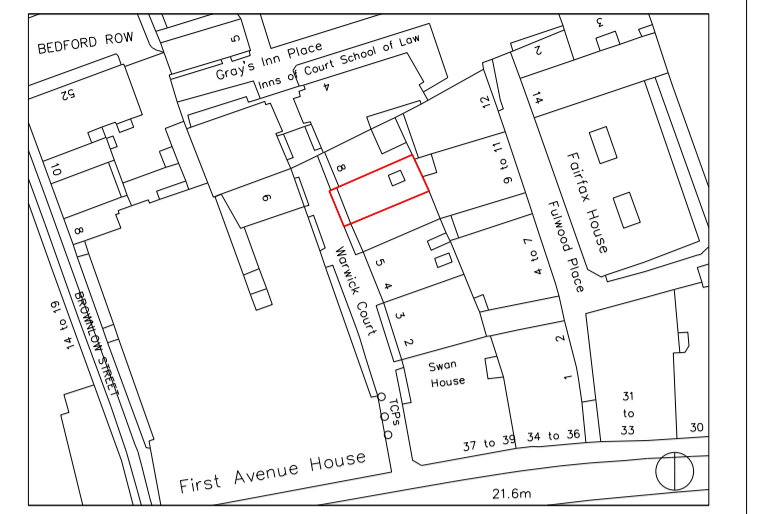 BEDFORD ROW
52
5
Gray's Inn Place
Inns of Court School of Law
4
2
3
12
14
10
8
8
6
9 to 11
Fairfax House
Fulwood Place
4 to 7
Warwick Court
5
4
3
2
14 to 19
BROWNLOW STREET
Swan
House
TCPs
2
1
31
to
33
30
37 to 39
34 to 36
First Avenue House
21.6m